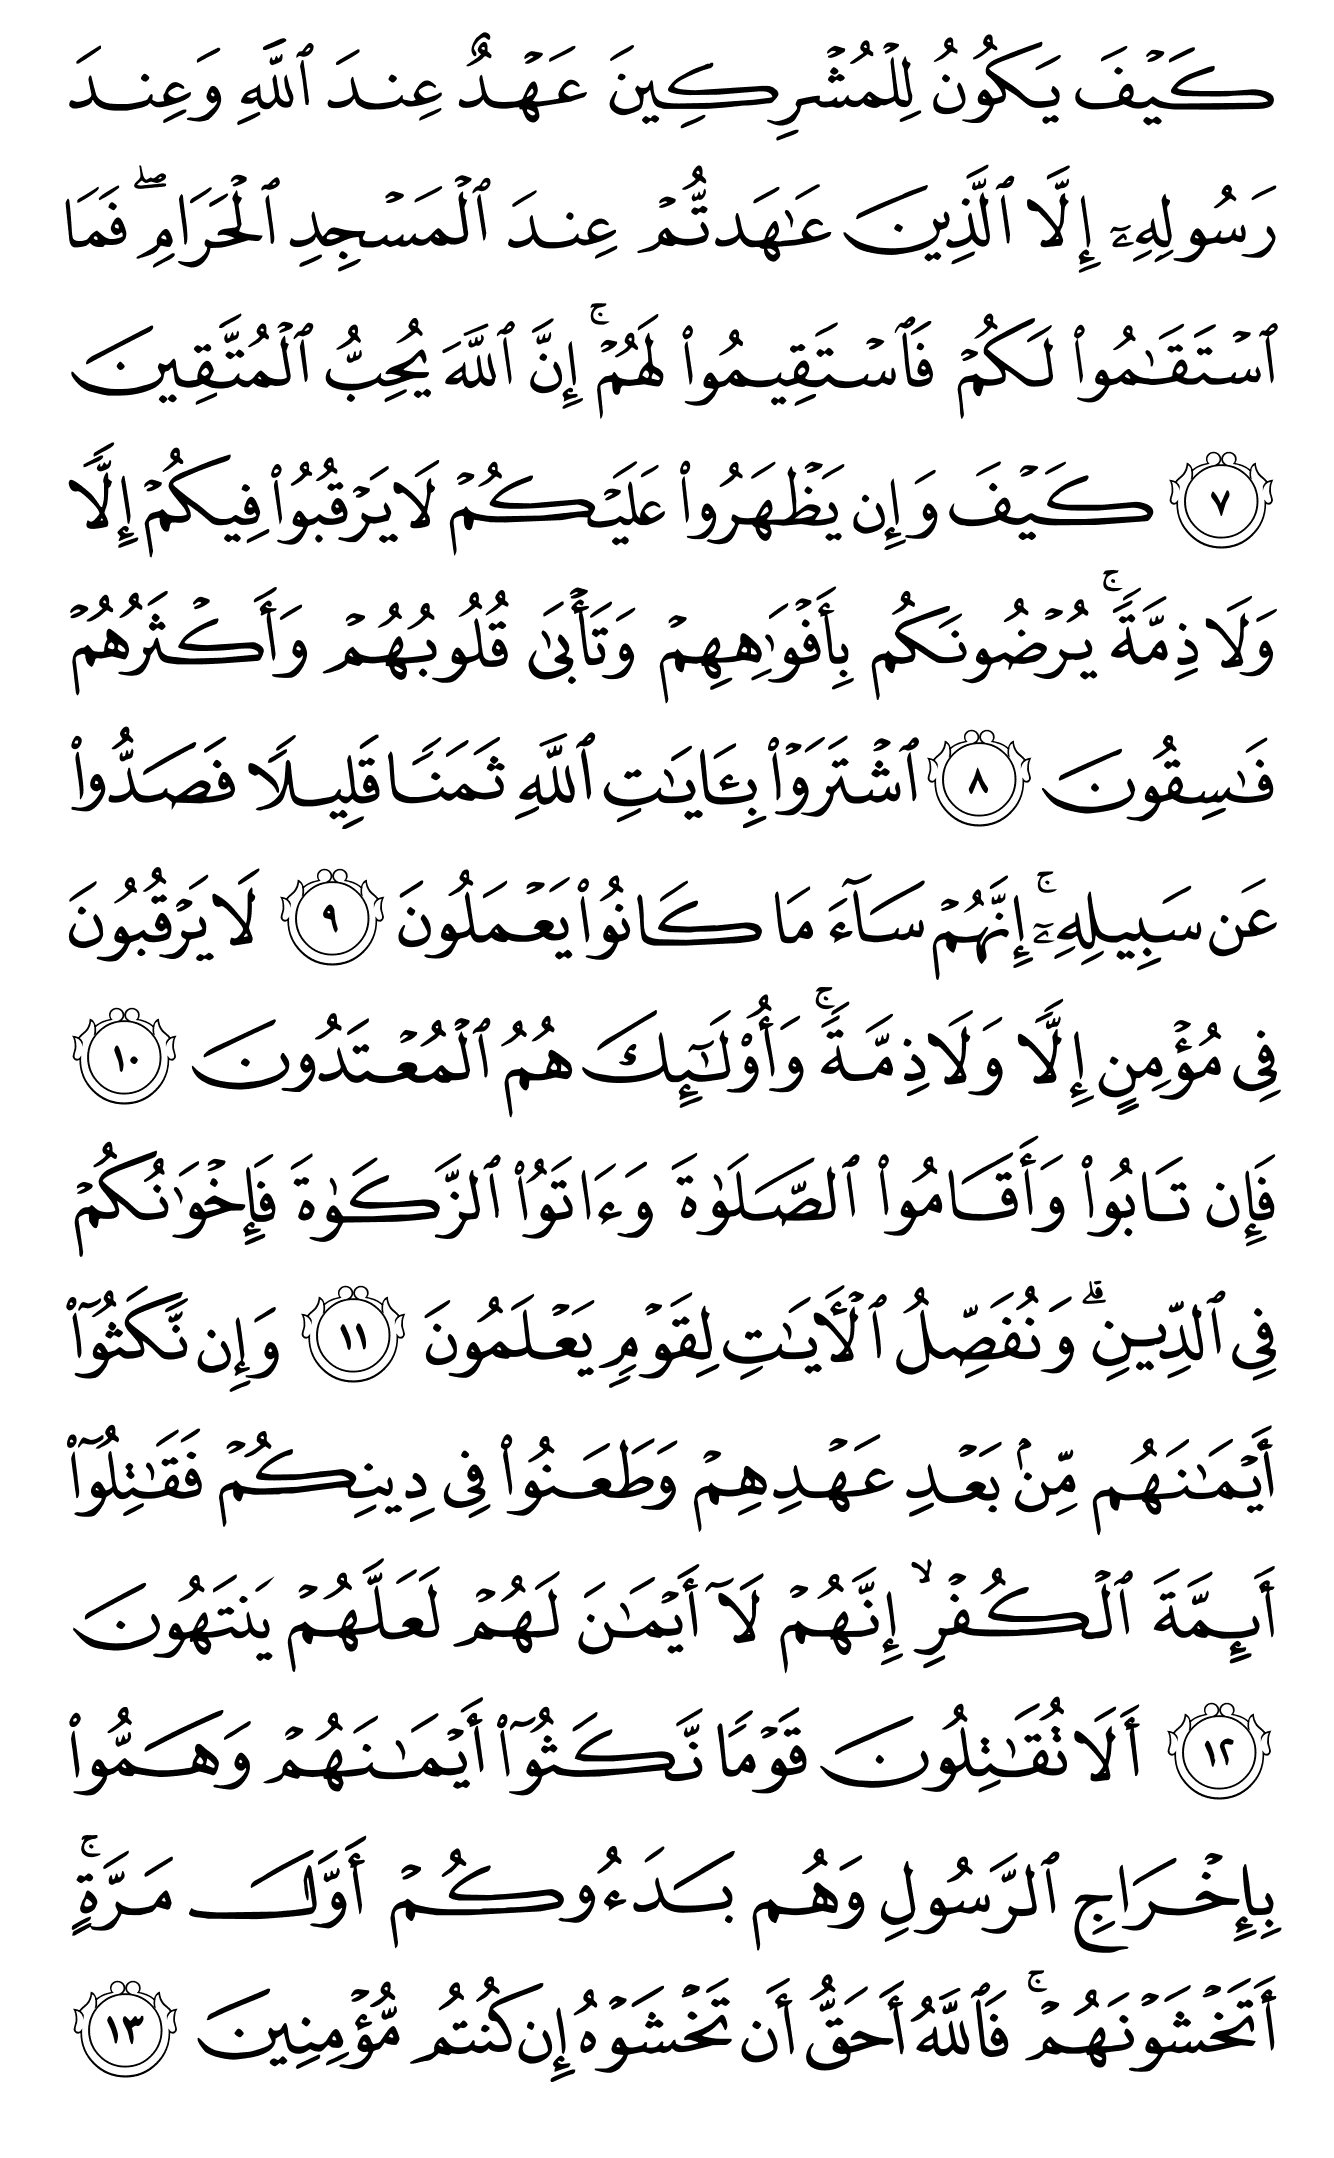 كَيۡفَ يَكُونُ لِلۡمُشۡرِكِينَ عَهۡدٌ عِندَ ٱللَّهِ وَعِندَ
رَسُولِهِۦٓ إِلَّا ٱلَّذِينَ عَٰهَدتُّمۡ عِندَ ٱلۡمَسۡجِدِ ٱلۡحَرَامِۖ فَمَا
ٱسۡتَقَٰمُواْ لَكُمۡ فَٱسۡتَقِيمُواْ لَهُمۡۚ إِنَّ ٱللَّهَ يُحِبُّ ٱلۡمُتَّقِينَ
٧ كَيۡفَ وَإِن يَظۡهَرُواْ عَلَيۡكُمۡ لَا يَرۡقُبُواْ فِيكُمۡ إِلّٗا
وَلَا ذِمَّةٗۚ يُرۡضُونَكُم بِأَفۡوَٰهِهِمۡ وَتَأۡبَىٰ قُلُوبُهُمۡ وَأَكۡثَرُهُمۡ
فَٰسِقُونَ ٨ ٱشۡتَرَوۡاْ بِـَٔايَٰتِ ٱللَّهِ ثَمَنٗا قَلِيلٗا فَصَدُّواْ
عَن سَبِيلِهِۦٓۚ إِنَّهُمۡ سَآءَ مَا كَانُواْ يَعۡمَلُونَ ٩ لَا يَرۡقُبُونَ
فِي مُؤۡمِنٍ إِلّٗا وَلَا ذِمَّةٗۚ وَأُوْلَٰٓئِكَ هُمُ ٱلۡمُعۡتَدُونَ ١٠
فَإِن تَابُواْ وَأَقَامُواْ ٱلصَّلَوٰةَ وَءَاتَوُاْ ٱلزَّكَوٰةَ فَإِخۡوَٰنُكُمۡ
فِي ٱلدِّينِۗ وَنُفَصِّلُ ٱلۡأٓيَٰتِ لِقَوۡمٖ يَعۡلَمُونَ ١١ وَإِن نَّكَثُوٓاْ
أَيۡمَٰنَهُم مِّنۢ بَعۡدِ عَهۡدِهِمۡ وَطَعَنُواْ فِي دِينِكُمۡ فَقَٰتِلُوٓاْ
أَئِمَّةَ ٱلۡكُفۡرِۙ إِنَّهُمۡ لَآ أَيۡمَٰنَ لَهُمۡ لَعَلَّهُمۡ يَنتَهُونَ
١٢ أَلَا تُقَٰتِلُونَ قَوۡمٗا نَّكَثُوٓاْ أَيۡمَٰنَهُمۡ وَهَمُّواْ
بِإِخۡرَاجِ ٱلرَّسُولِ وَهُم بَدَءُوكُمۡ أَوَّلَ مَرَّةٍۚ
أَتَخۡشَوۡنَهُمۡۚ فَٱللَّهُ أَحَقُّ أَن تَخۡشَوۡهُ إِن كُنتُم مُّؤۡمِنِينَ ١٣